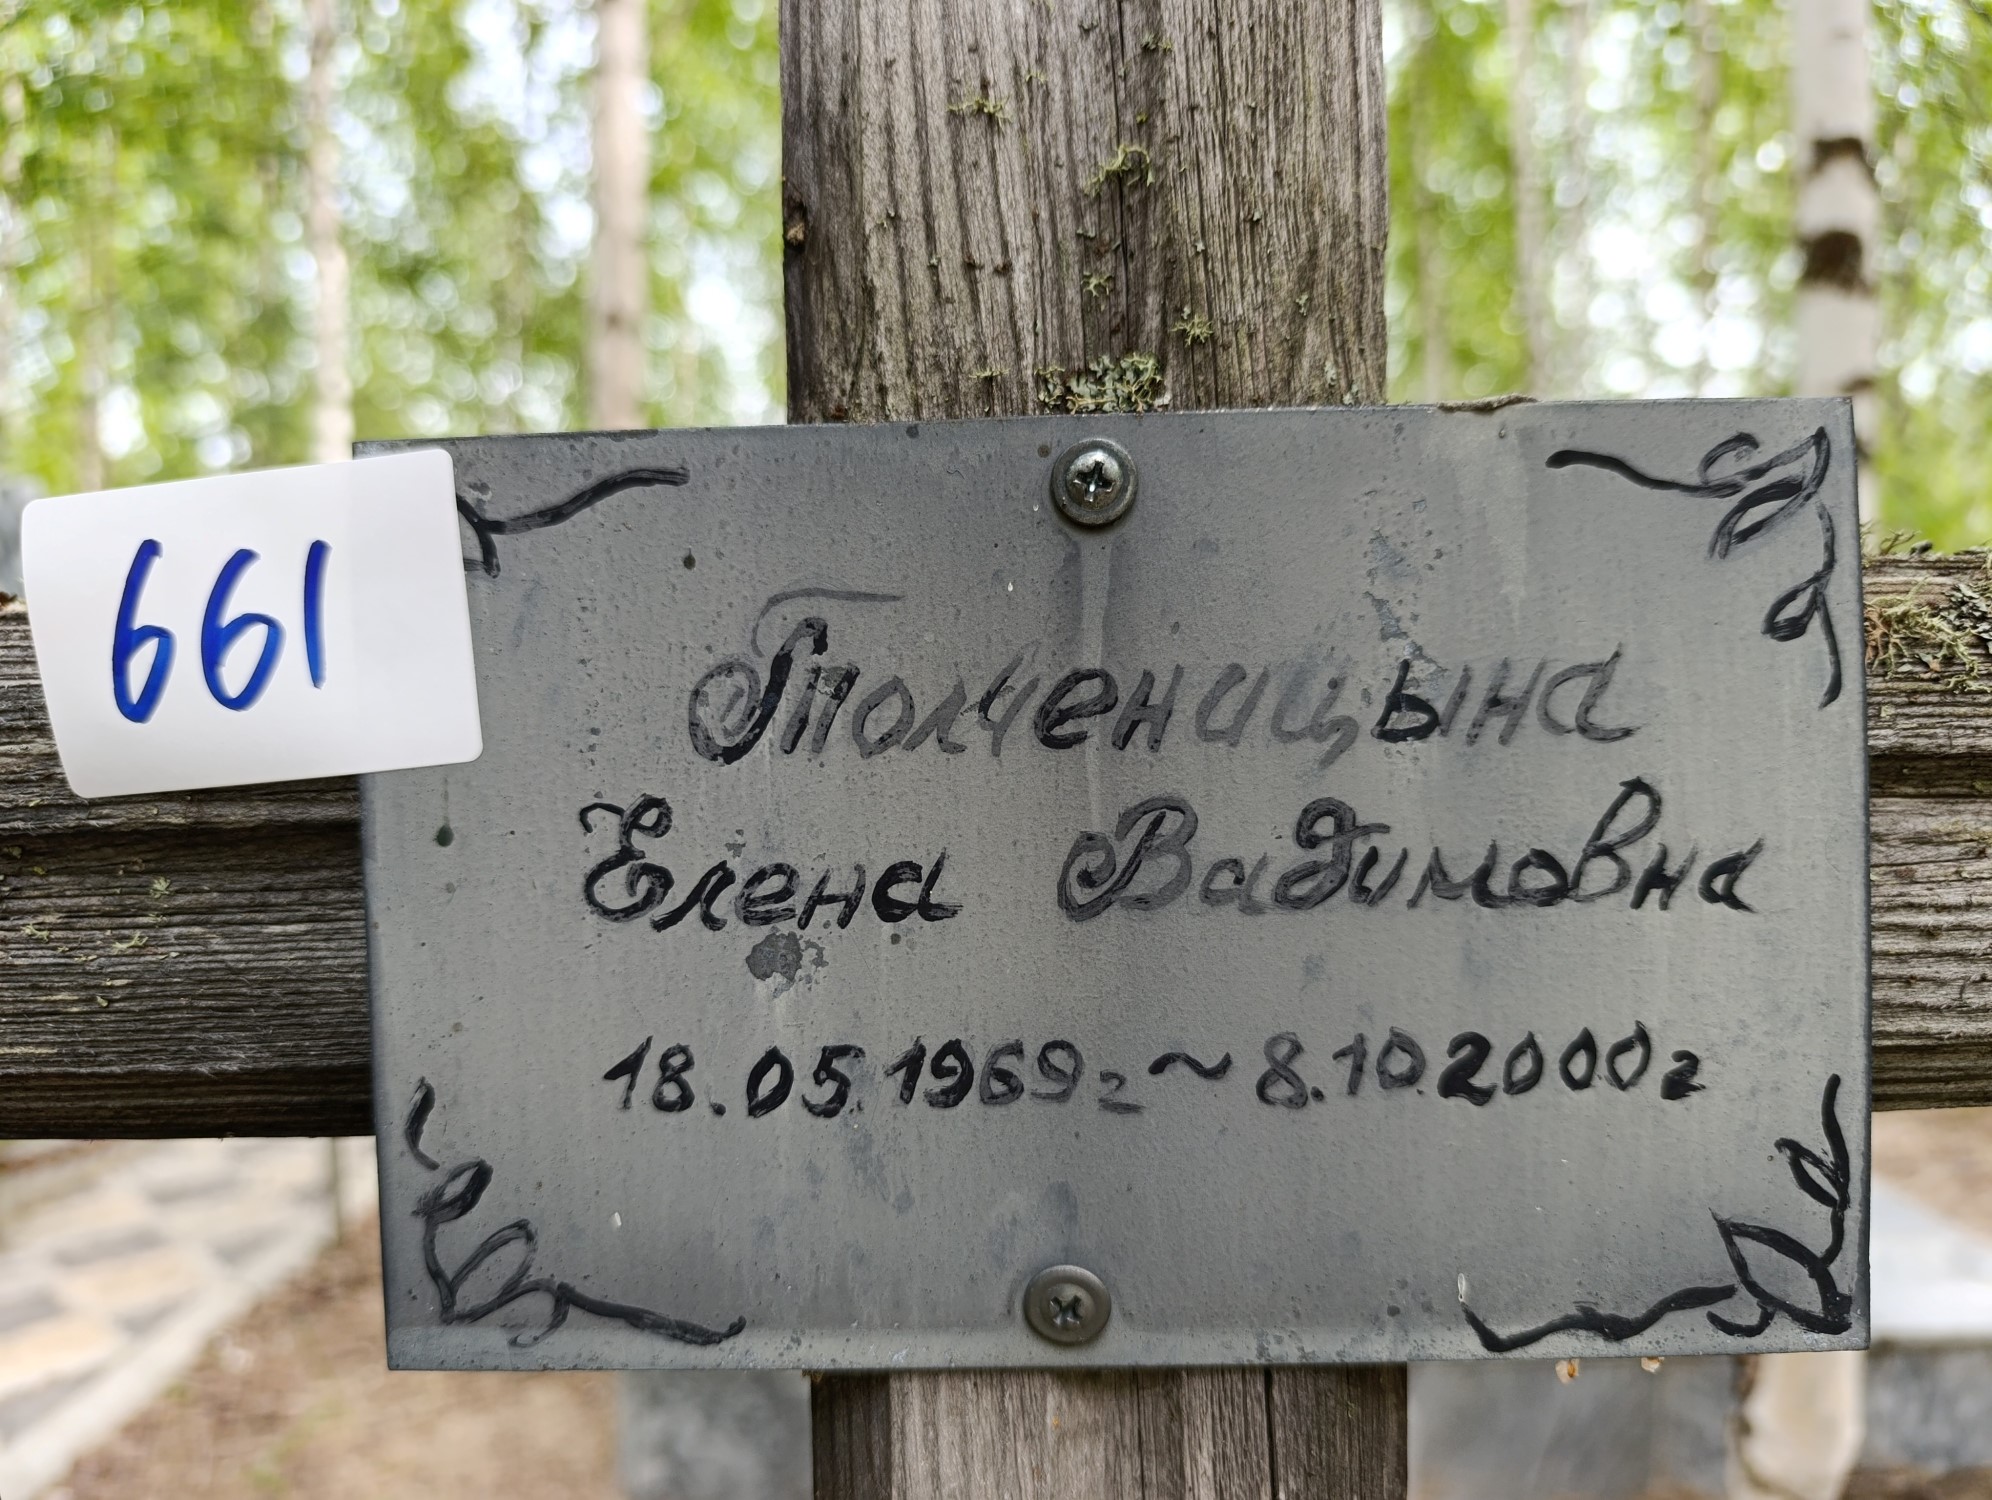 661
Толченицына
Елена Вадимовна
18.05.1969г ~ 8.10.2000г